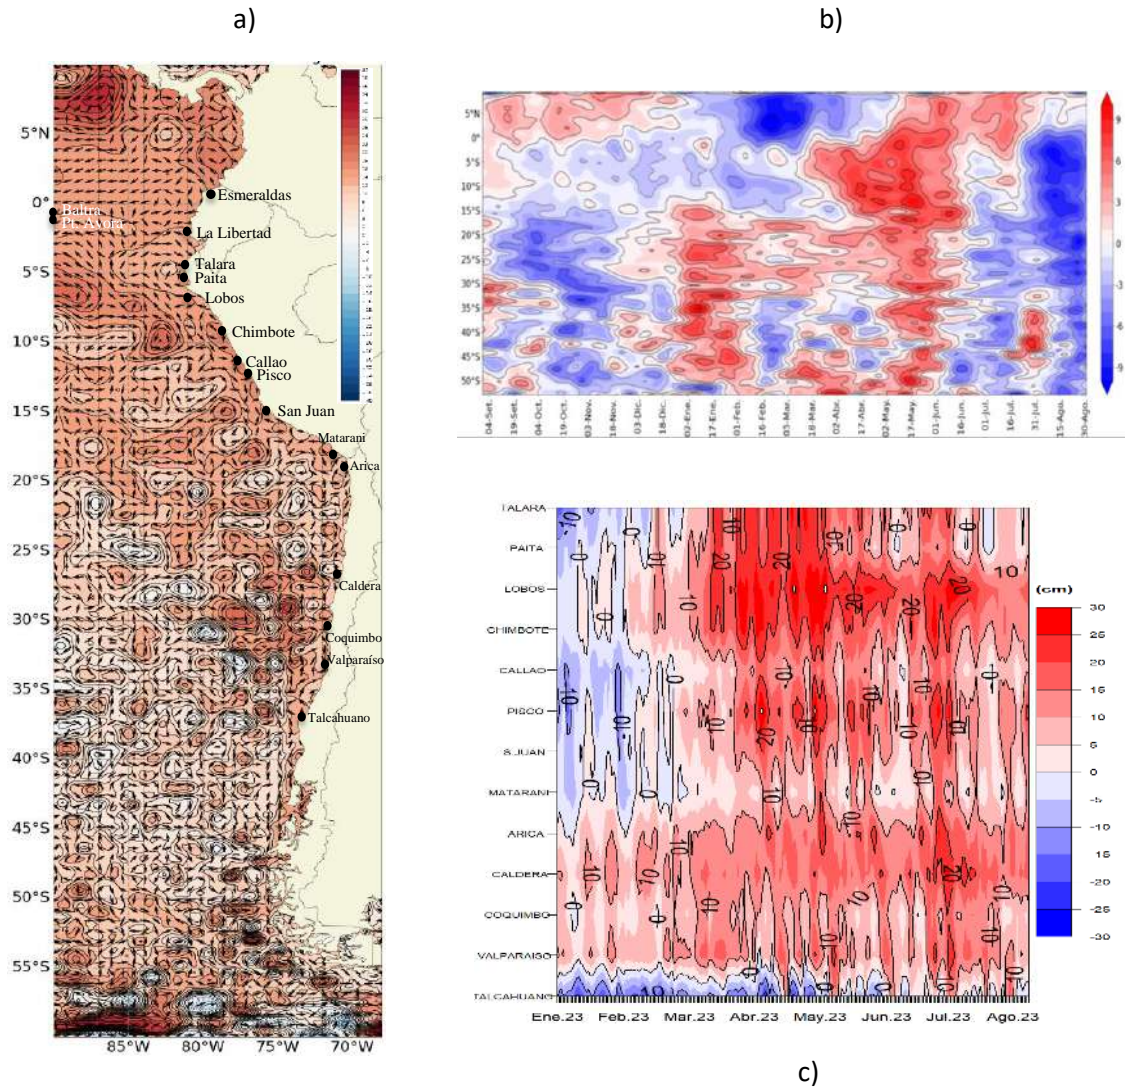 a)
b)
5°N
0°
5°S
10°S
15°S
20°S
25°S
30°S
35°S
40°S
45°S
50°S
55°S
85°W 80°W 75°W 70°W
Esmeraldas
Baltra
La Libertad
Talara
Paita
Lobos
Chimbote
Callao
Pisco
San Juan
Matarani
Arica
Caldera
Coquimbo
Valparaíso
Talcahuano
5°N
0°
5°S
10°S
15°S
20°S
25°S
30°S
35°S
40°S
45°S
50°S
04-Set.
19-Set.
04-Oct.
19-Oct.
03-Nov.
18-Nov.
03-Dic.
18-Dic.
02-Ene.
17-Ene.
01-Feb.
16-Feb.
03-Mar.
18-Mar.
02-Abr.
17-Abr.
02-May.
17-May.
01-Jun.
16-Jun.
01-Jul.
16-Jul.
31-Jul.
15-Ago.
30-Ago.
9
6
3
0
-3
-6
-9
TALARA
PAITA
LOBOS
CHIMBOTE
CALLAO
PISCO
S.JUAN
MATARANI
ARICA
CALDERA
COQUIMBO
VALPARAISO
TALCAHUANO
Ene.23 Feb.23 Mar.23 Abr.23 May.23 Jun.23 Jul.23 Ago.23
(cm)
30
25
20
15
10
5
0
-5
-10
-15
-20
-25
-30
c)